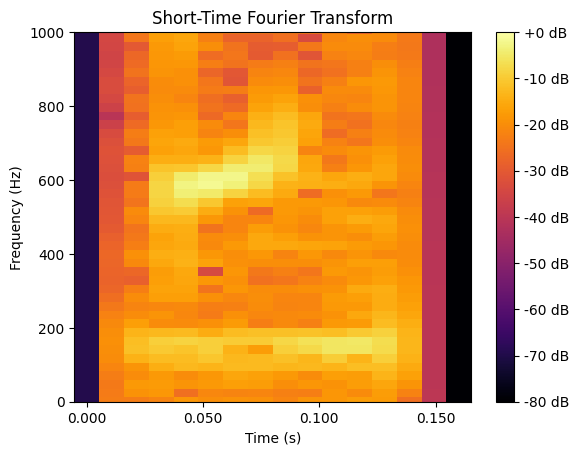 Short-Time Fourier Transform
1000
800
600
400
200
0
Frequency (Hz)
0.000
0.050
0.100
0.150
Time (s)
+0 dB
-10 dB
-20 dB
-30 dB
-40 dB
-50 dB
-60 dB
-70 dB
-80 dB